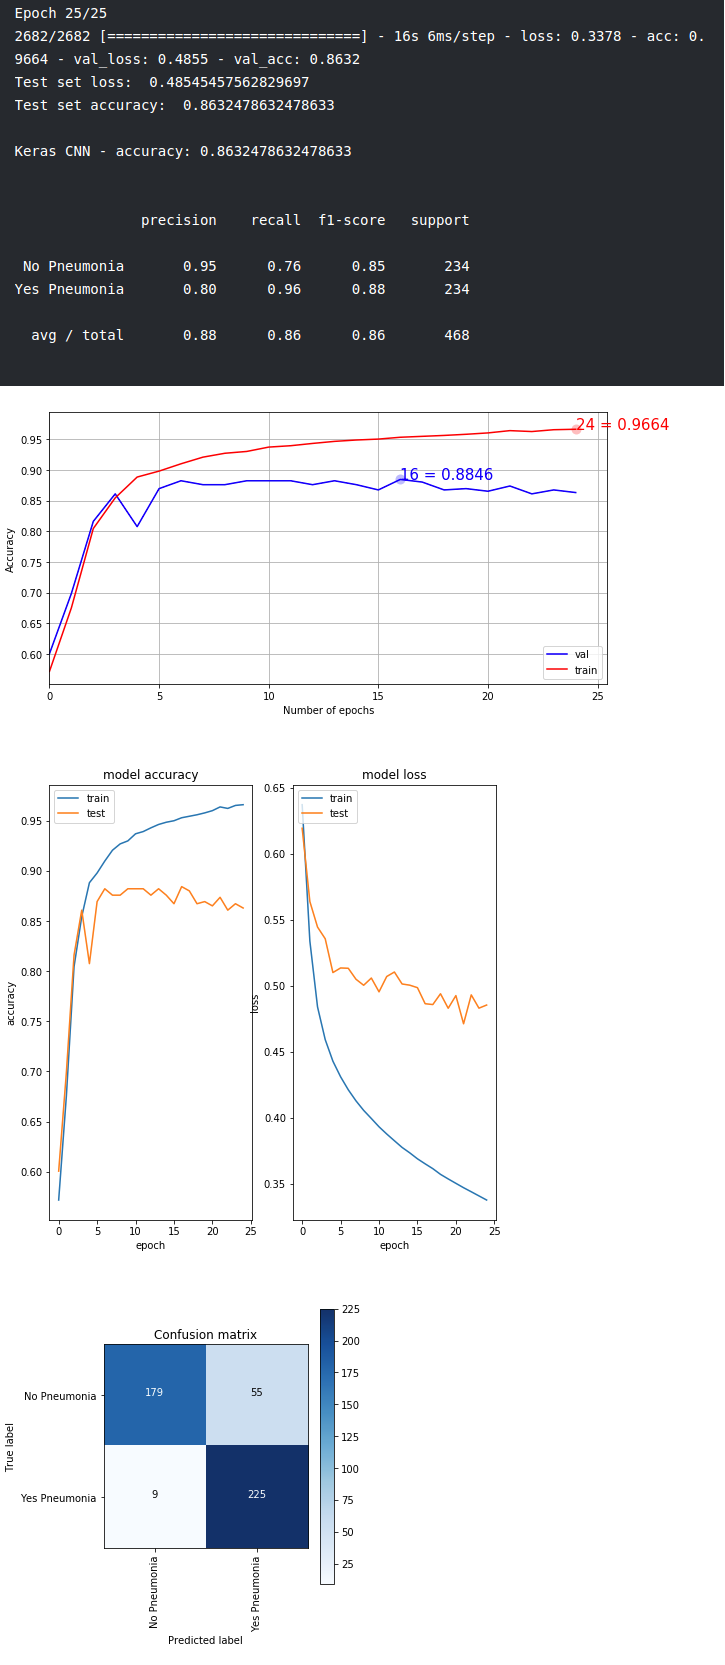 Epoch 25/25
2682/2682 [==============================] - 16s 6ms/step - loss: 0.3378 - acc: 0.
9664 - val_loss: 0.4855 - val_acc: 0.8632
Test set loss:  0.48545457562829697
Test set accuracy:  0.8632478632478633
Keras CNN - accuracy: 0.8632478632478633
precision recall f1-score support
No Pneumonia 0.95 0.76 0.85 234
Yes Pneumonia 0.80 0.96 0.88 234
avg / total 0.88 0.86 0.86 468
24 = 0.9664
16 = 0.8846
0.95
0.90
0.85
0.80
0.75
0.70
0.65
0.60
Accuracy
val
train
0 5 10 15 20 25
Number of epochs
model accuracy
train
test
0.95
0.90
0.85
0.80
0.75
0.70
0.65
0.60
accuracy
0 5 10 15 20 25
epoch
model loss
train
test
0.65
0.60
0.55
0.50
0.45
0.40
0.35
loss
0 5 10 15 20 25
epoch
Confusion matrix
No Pneumonia
Yes Pneumonia
True label
179 55
9 225
No Pneumonia
Yes Pneumonia
Predicted label
225
200
175
150
125
100
75
50
25